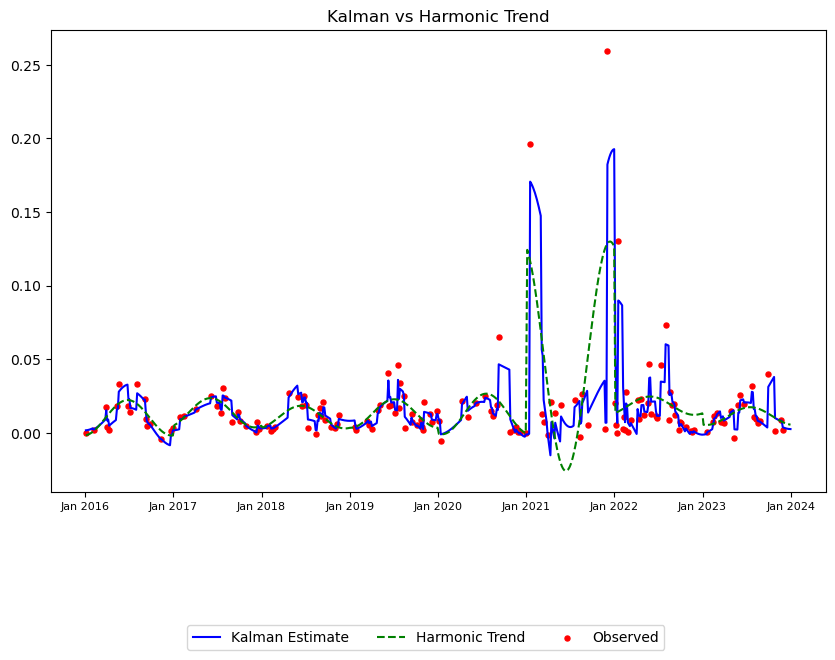 Kalman vs Harmonic Trend
0.25
0.20
0.15
0.10
0.05
0.00
Jan 2016 Jan 2017 Jan 2018 Jan 2019 Jan 2020 Jan 2021 Jan 2022 Jan 2023 Jan 2024
Kalman Estimate Harmonic Trend Observed